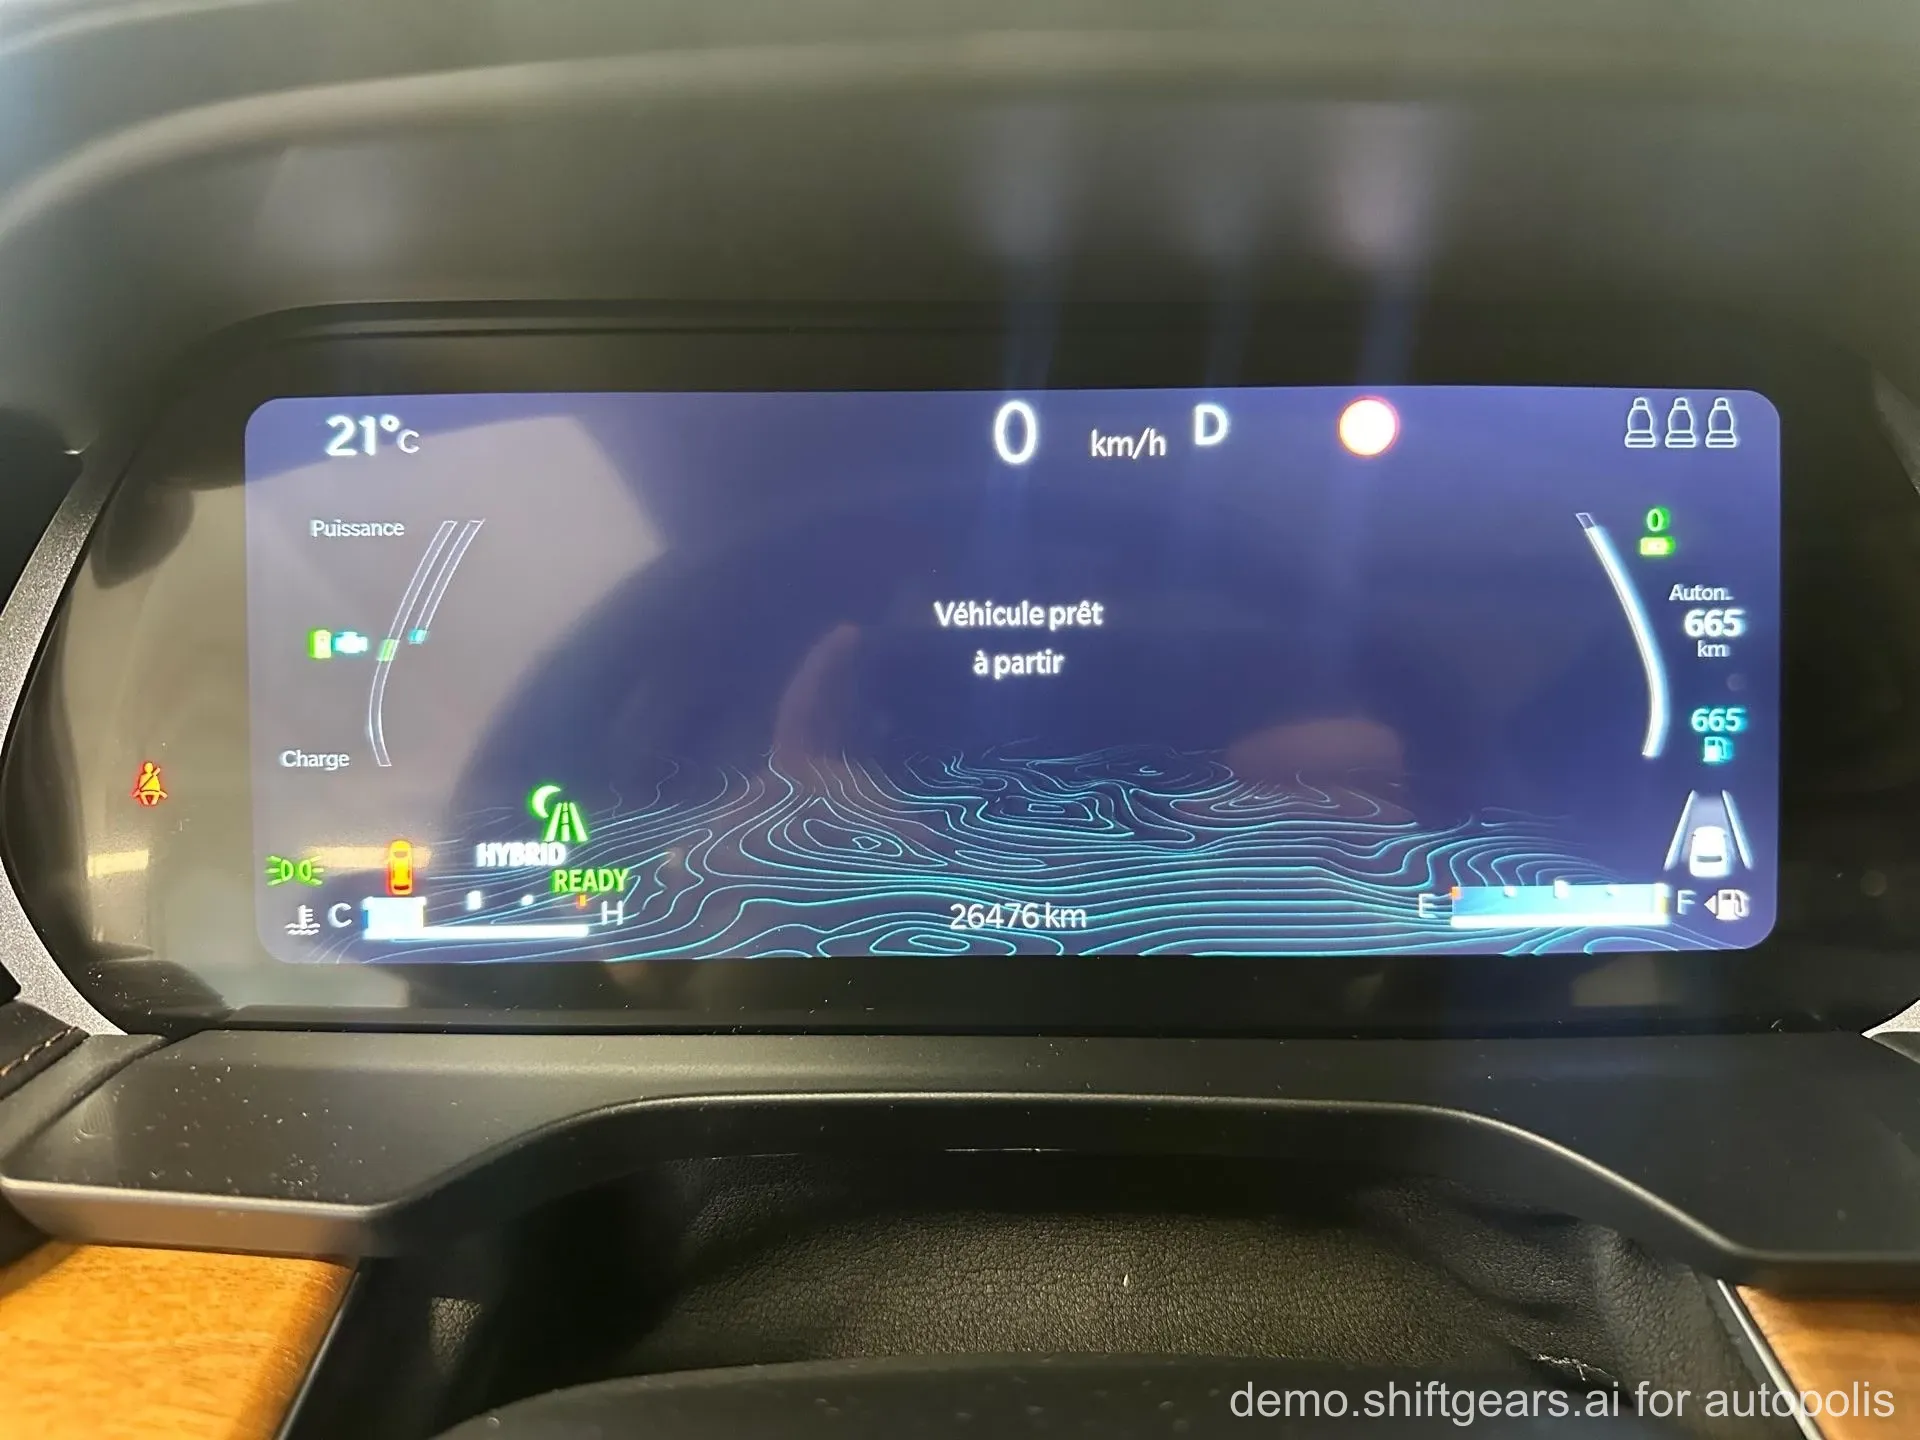 21°C
0 km/h D
Puissance
0
Auton.
665
km
Véhicule prêt
à partir
665
Charge
HYBRID
READY
C H
26476 km
E F
demo.shiftgears.ai for autopolis